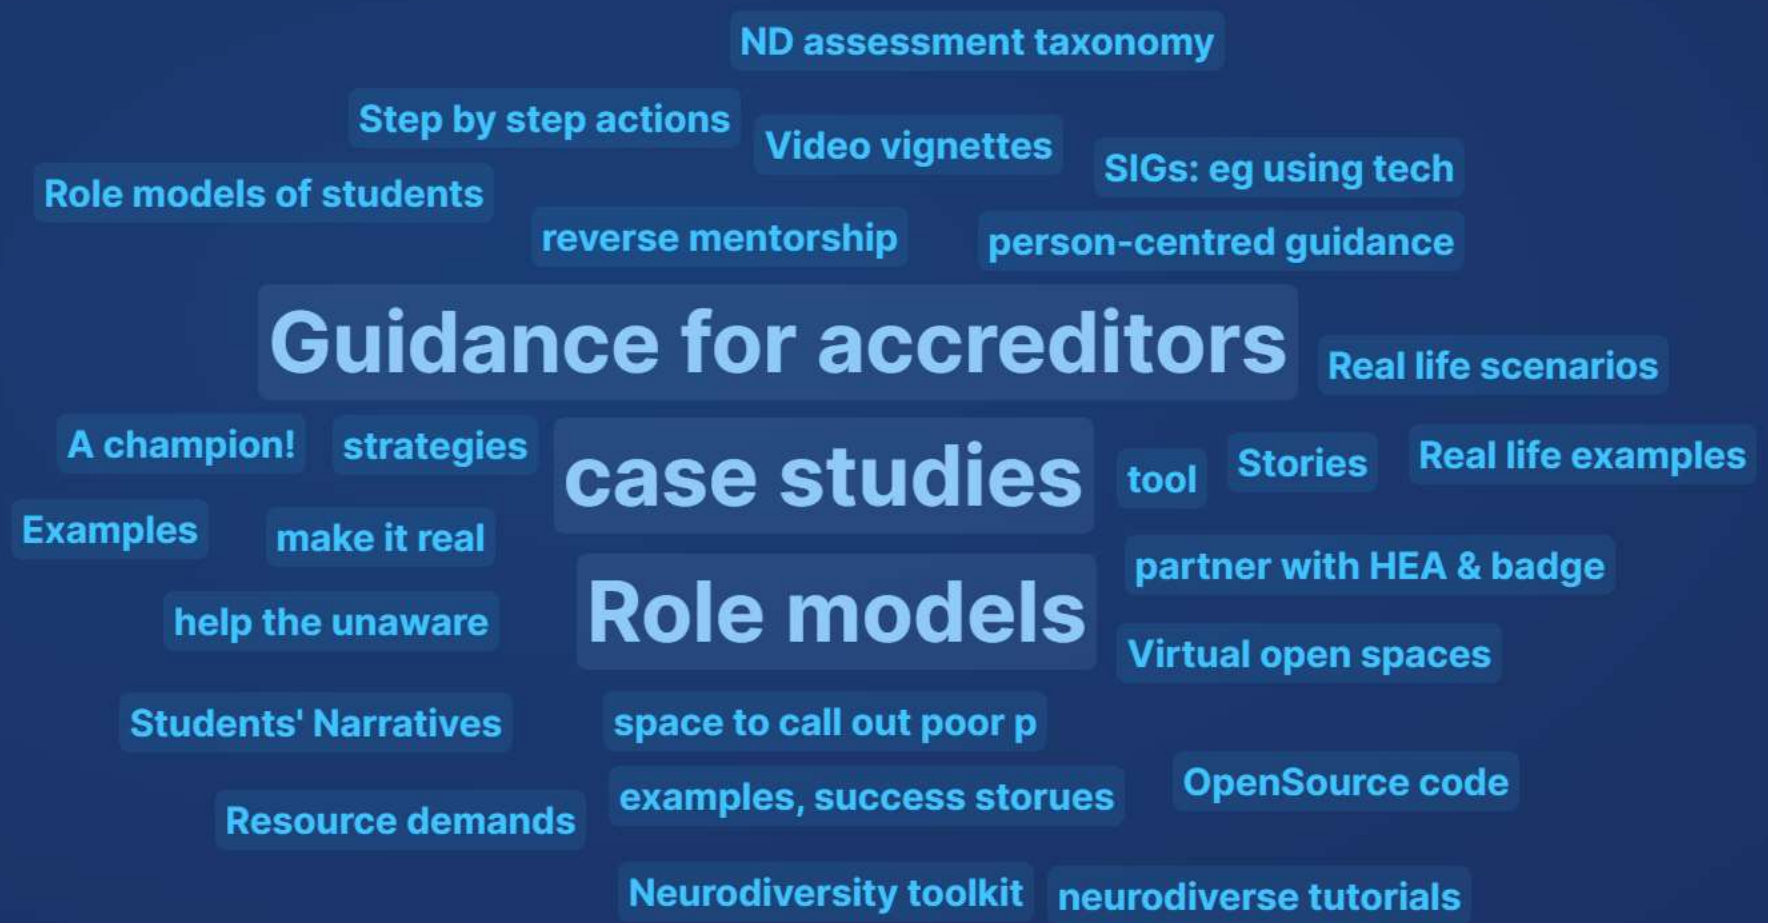 ND assessment taxonomy
Step by step actions
Video vignettes
SIGs: eg using tech
Role models of students
reverse mentorship
person-centred guidance
Guidance for accreditors
Real life scenarios
A champion!
strategies
case studies
tool
Stories
Real life examples
Examples
make it real
partner with HEA & badge
Role models
help the unaware
Virtual open spaces
Students' Narratives
space to call out poor p
OpenSource code
examples, success storues
Resource demands
Neurodiversity toolkit
neurodiverse tutorials